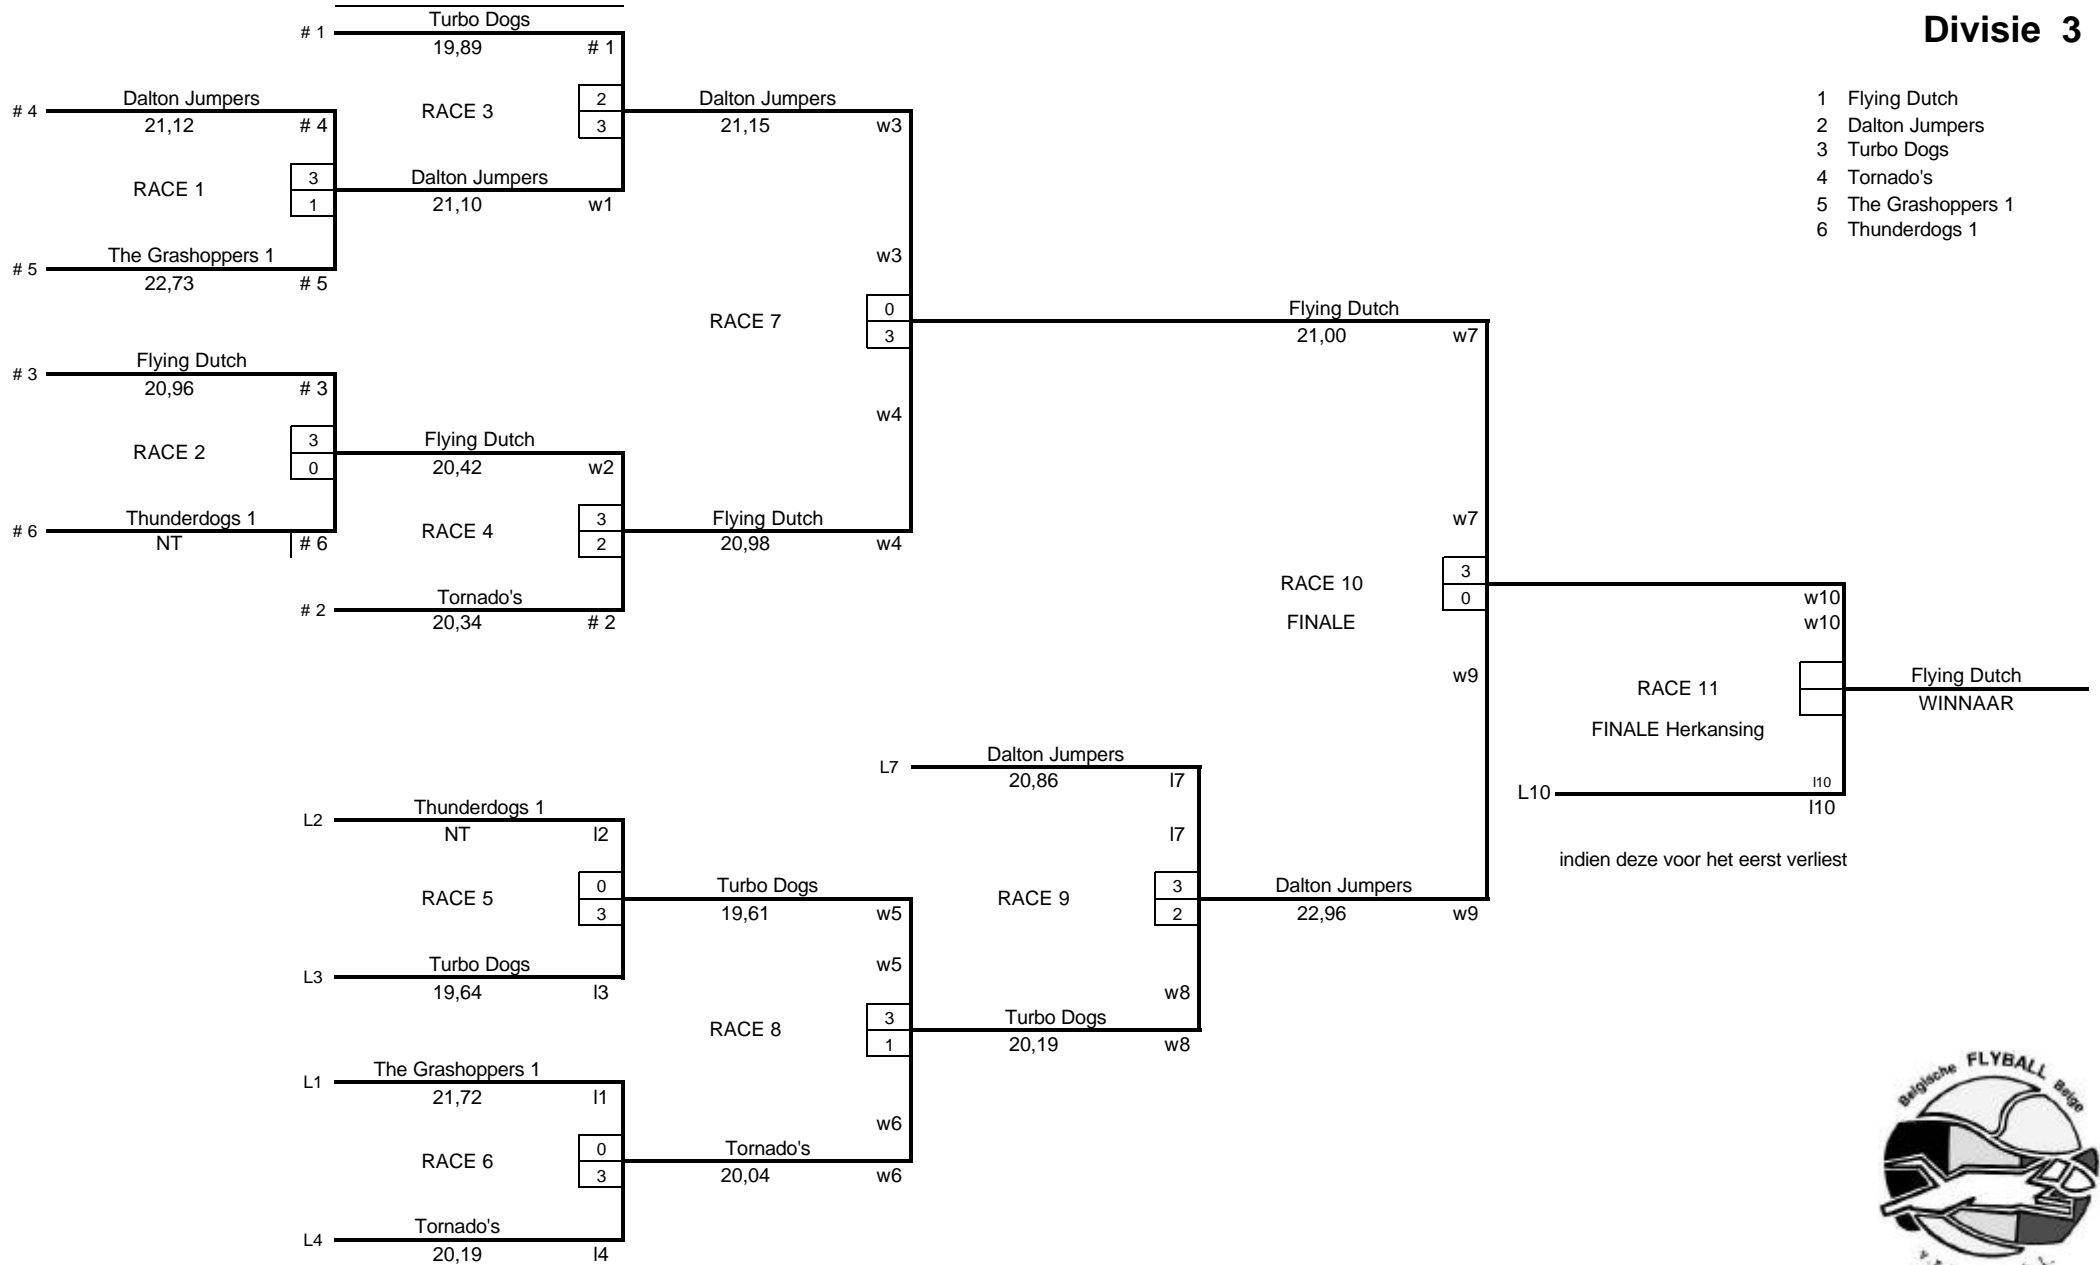 Divisie 3
1 Flying Dutch
2 Dalton Jumpers
3 Turbo Dogs
4 Tornado's
5 The Grashoppers 1
6 Thunderdogs 1
# 1
Turbo Dogs
19,89
# 1
RACE 3
2
3
Dalton Jumpers
21,10
w1
# 4
Dalton Jumpers
21,12
# 4
RACE 1
3
1
# 5
The Grashoppers 1
22,73
# 5
# 3
Flying Dutch
20,96
# 3
RACE 2
3
0
# 6
Thunderdogs 1
NT
# 6
Flying Dutch
20,42
w2
RACE 4
3
2
# 2
Tornado's
20,34
# 2
Dalton Jumpers
21,15
w3
w3
RACE 7
0
3
w4
Flying Dutch
20,98
w4
Flying Dutch
21,00
w7
w7
RACE 10
3
0
FINALE
w9
w10
w10
RACE 11
FINALE Herkansing
Flying Dutch
WINNAAR
L10
l10
l10
indien deze voor het eerst verliest
L7
Dalton Jumpers
20,86
l7
l7
RACE 9
3
2
Dalton Jumpers
22,96
w9
w8
Turbo Dogs
20,19
w8
L2
Thunderdogs 1
NT
l2
RACE 5
0
3
L3
Turbo Dogs
19,64
l3
Turbo Dogs
19,61
w5
w5
RACE 8
3
1
w6
Tornado's
20,04
w6
L1
The Grashoppers 1
21,72
l1
RACE 6
0
3
L4
Tornado's
20,19
l4
Belgische FLYBALL Belge